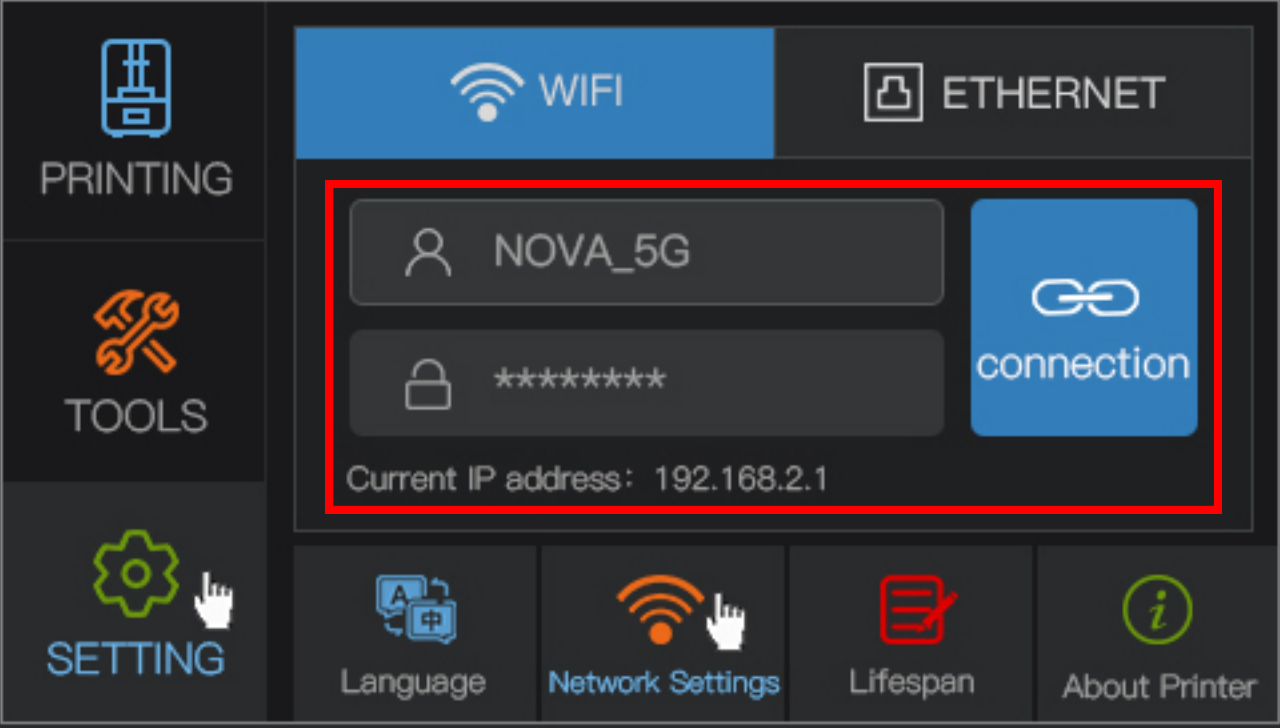 PRINTING
TOOLS
SETTING
WIFI
ETHERNET
NOVA_5G
********
connection
Current IP address：192.168.2.1
A
中
Language
Network Settings
Lifespan
i
About Printer